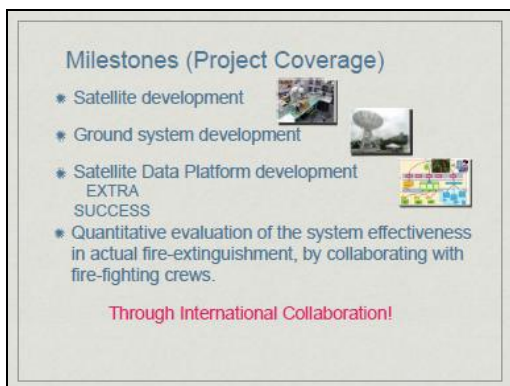 Milestones (Project Coverage)
* Satellite development
* Ground system development
* Satellite Data Platform development
EXTRA
SUCCESS
* Quantitative evaluation of the system effectiveness
in actual fire-extinguishment, by collaborating with
fire-fighting crews.
Through International Collaboration!